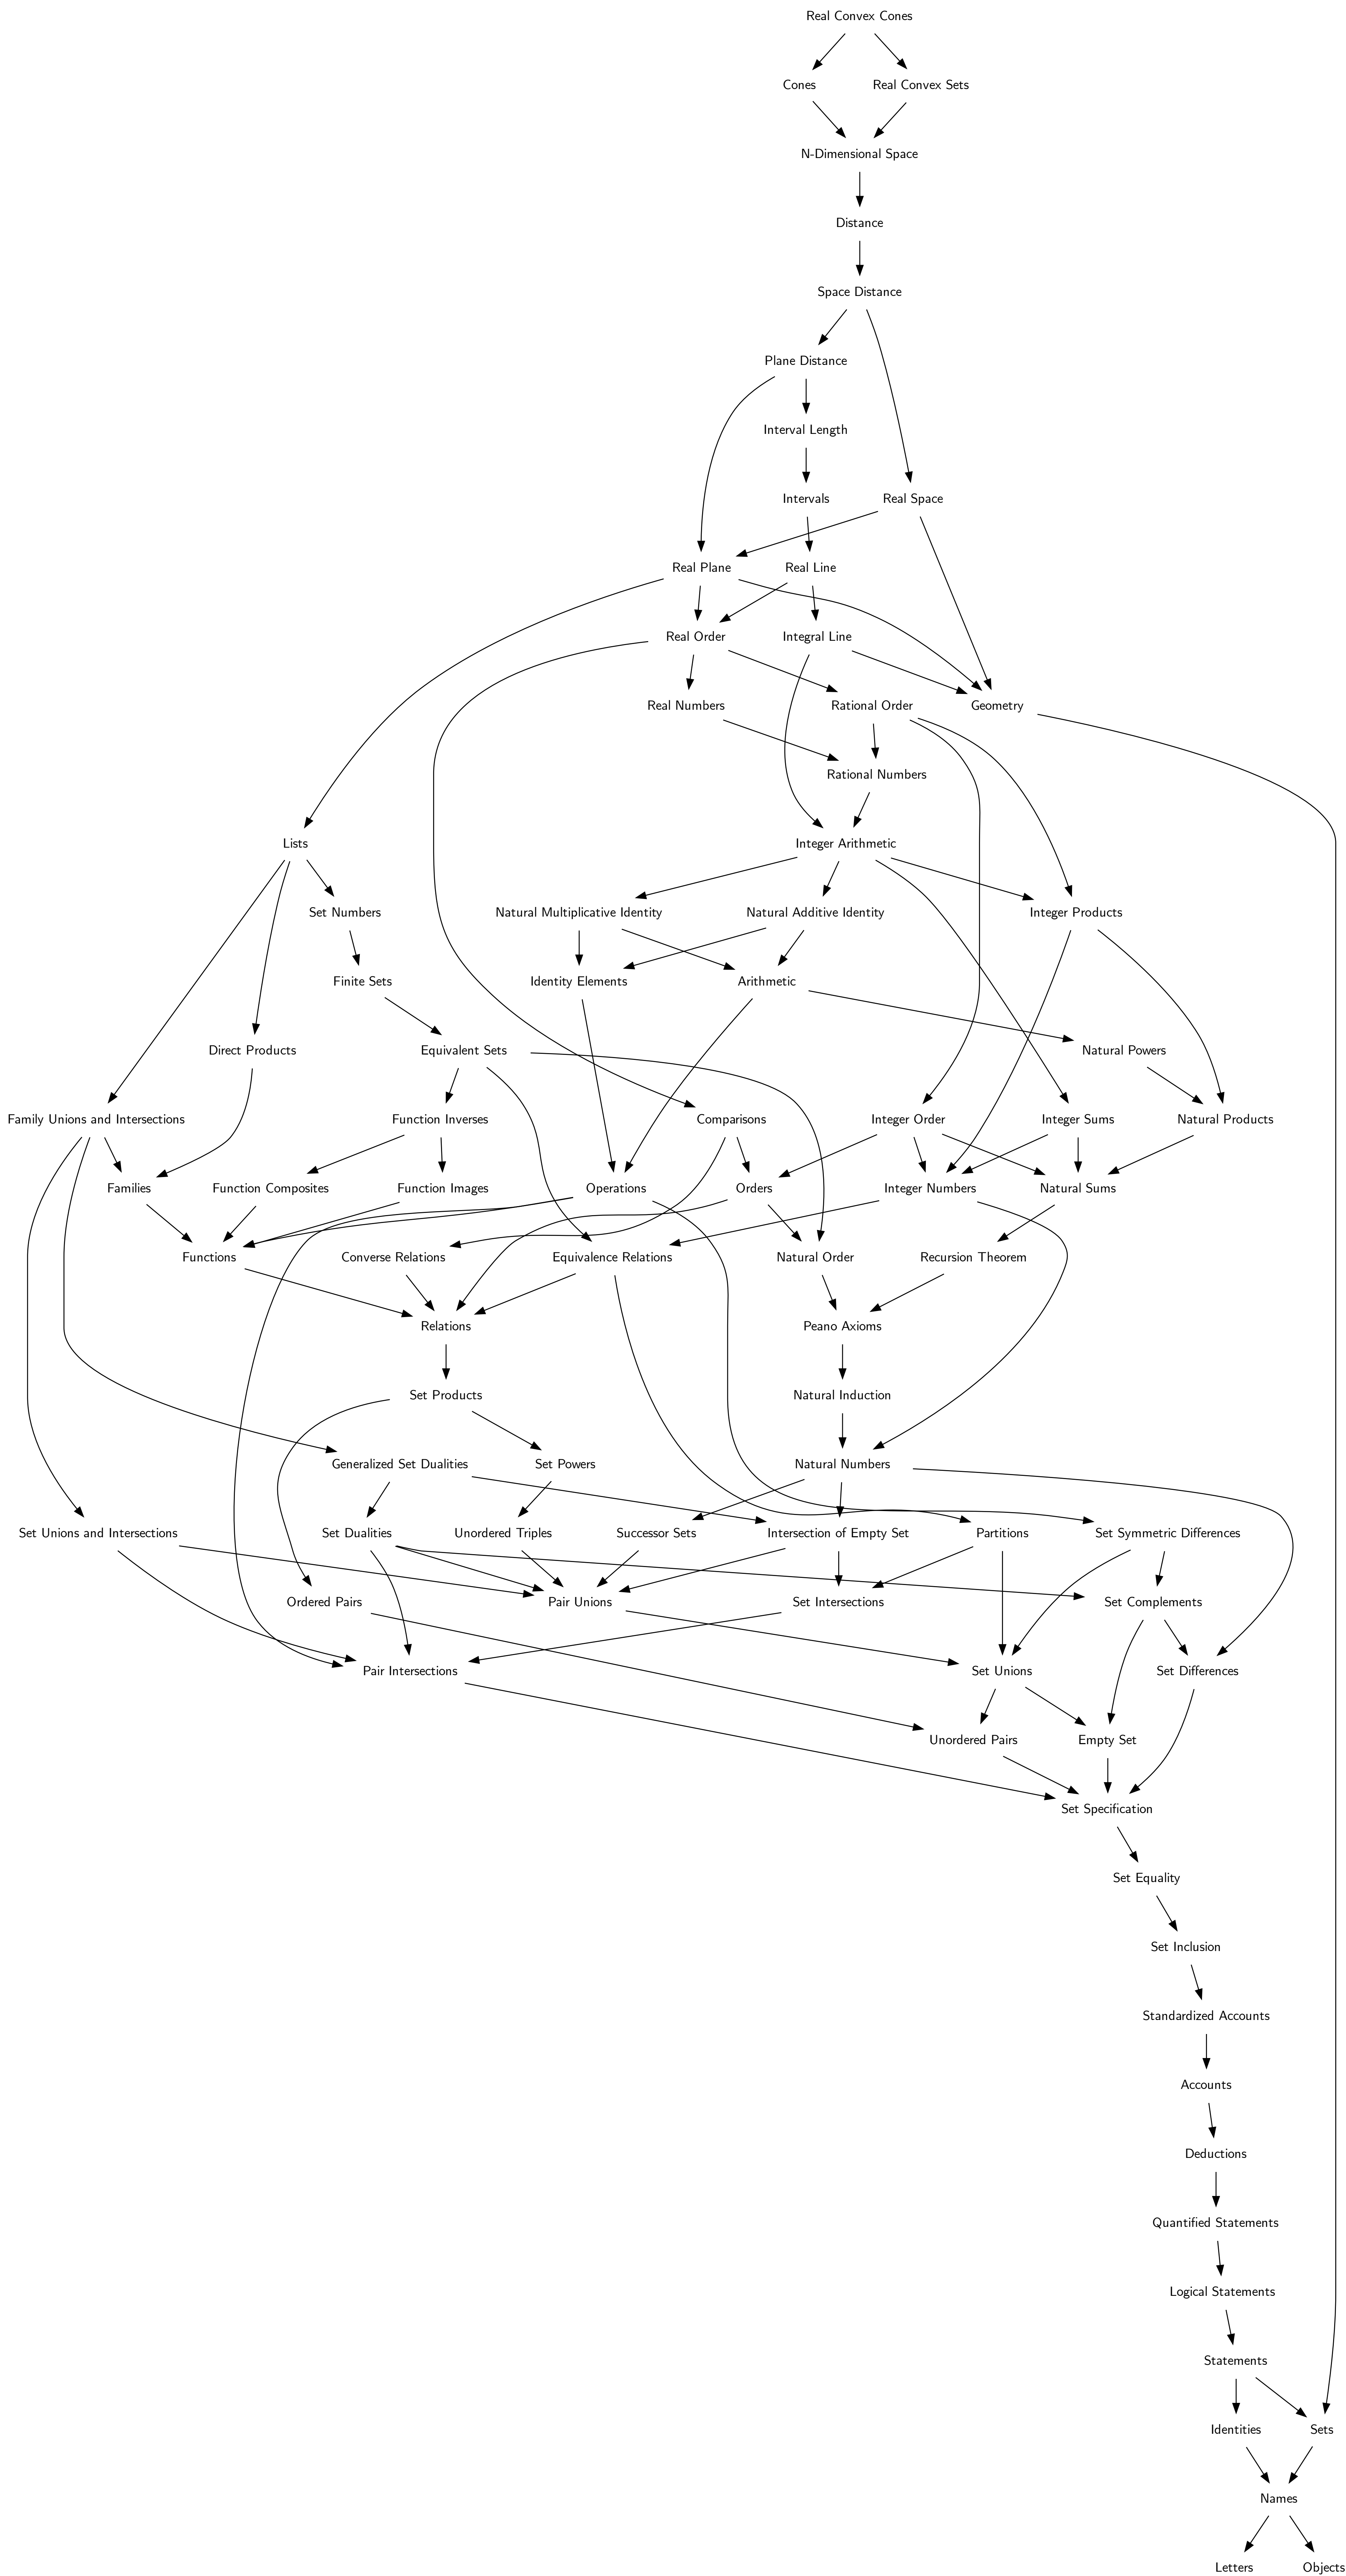 Real Convex Cones
Cones
Real Convex Sets
N-Dimensional Space
Distance
Space Distance
Plane Distance
Interval Length
Intervals
Real Space
Real Plane
Real Line
Real Order
Integral Line
Real Numbers
Rational Order
Geometry
Rational Numbers
Lists
Integer Arithmetic
Set Numbers
Natural Multiplicative Identity
Natural Additive Identity
Integer Products
Finite Sets
Identity Elements
Arithmetic
Direct Products
Equivalent Sets
Natural Powers
Family Unions and Intersections
Function Inverses
Comparisons
Integer Order
Integer Sums
Natural Products
Families
Function Composites
Function Images
Operations
Orders
Integer Numbers
Natural Sums
Functions
Converse Relations
Equivalence Relations
Natural Order
Recursion Theorem
Relations
Peano Axioms
Set Products
Natural Induction
Generalized Set Dualities
Set Powers
Natural Numbers
Set Unions and Intersections
Set Dualities
Unordered Triples
Successor Sets
Intersection of Empty Set
Partitions
Set Symmetric Differences
Ordered Pairs
Pair Unions
Set Intersections
Set Complements
Pair Intersections
Set Unions
Set Differences
Unordered Pairs
Empty Set
Set Specification
Set Equality
Set Inclusion
Standardized Accounts
Accounts
Deductions
Quantified Statements
Logical Statements
Statements
Identities
Sets
Names
Letters
Objects